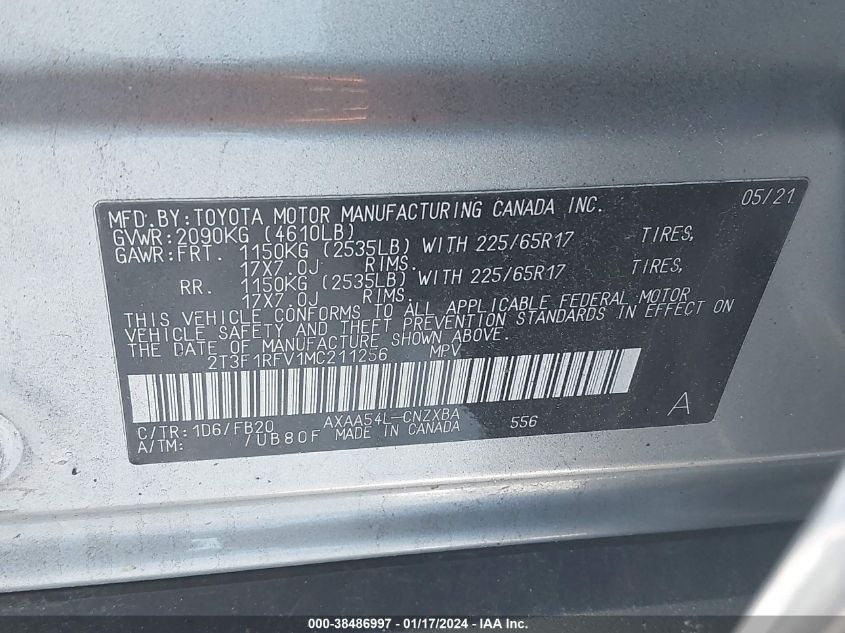 05/21
MFD.BY:TOYOTA MOTOR MANUFACTURING CANADA INC.
GVWR:2090KG (4610LB)
GAWR:FRT. 1150KG (2535LB) WITH 225/65R17 TIRES,
17X7.0J RIMS.
RR. 1150KG (2535LB) WITH 225/65R17 TIRES,
17X7.0J RIMS.
THIS VEHICLE CONFORMS TO ALL APPLICABLE FEDERAL MOTOR
VEHICLE SAFETY AND THEFT PREVENTION STANDARDS IN EFFECT ON
THE DATE OF MANUFACTURE SHOWN ABOVE.
2T3F1RFV1MC211256 MPV
C/TR:1D6/FB20 AXAA54L-CNZXBA 556 A
A/TM: /UB80F MADE IN CANADA
000-38486997 - 01/17/2024 - IAA Inc.